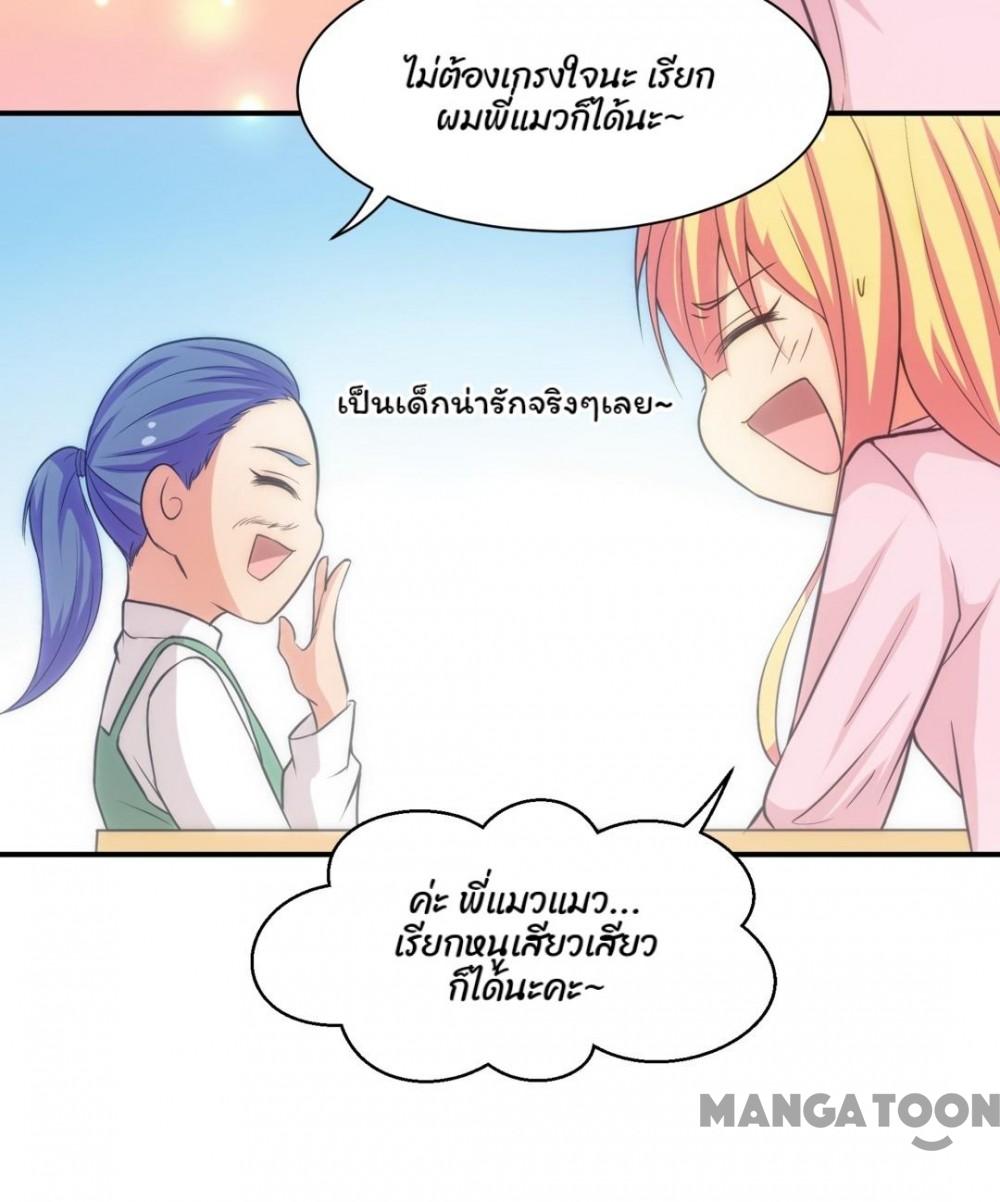 ไม่ต้องเกรงใจนะ เรียก
ผมพี่แมวก็ได้นะ~
เป็นเด็กน่ารักจริงๆเลย~
ค่ะ พี่แมวแมว...
เรียกหนูเสียวเสียว
ก็ได้นะคะ~
MANGATOON